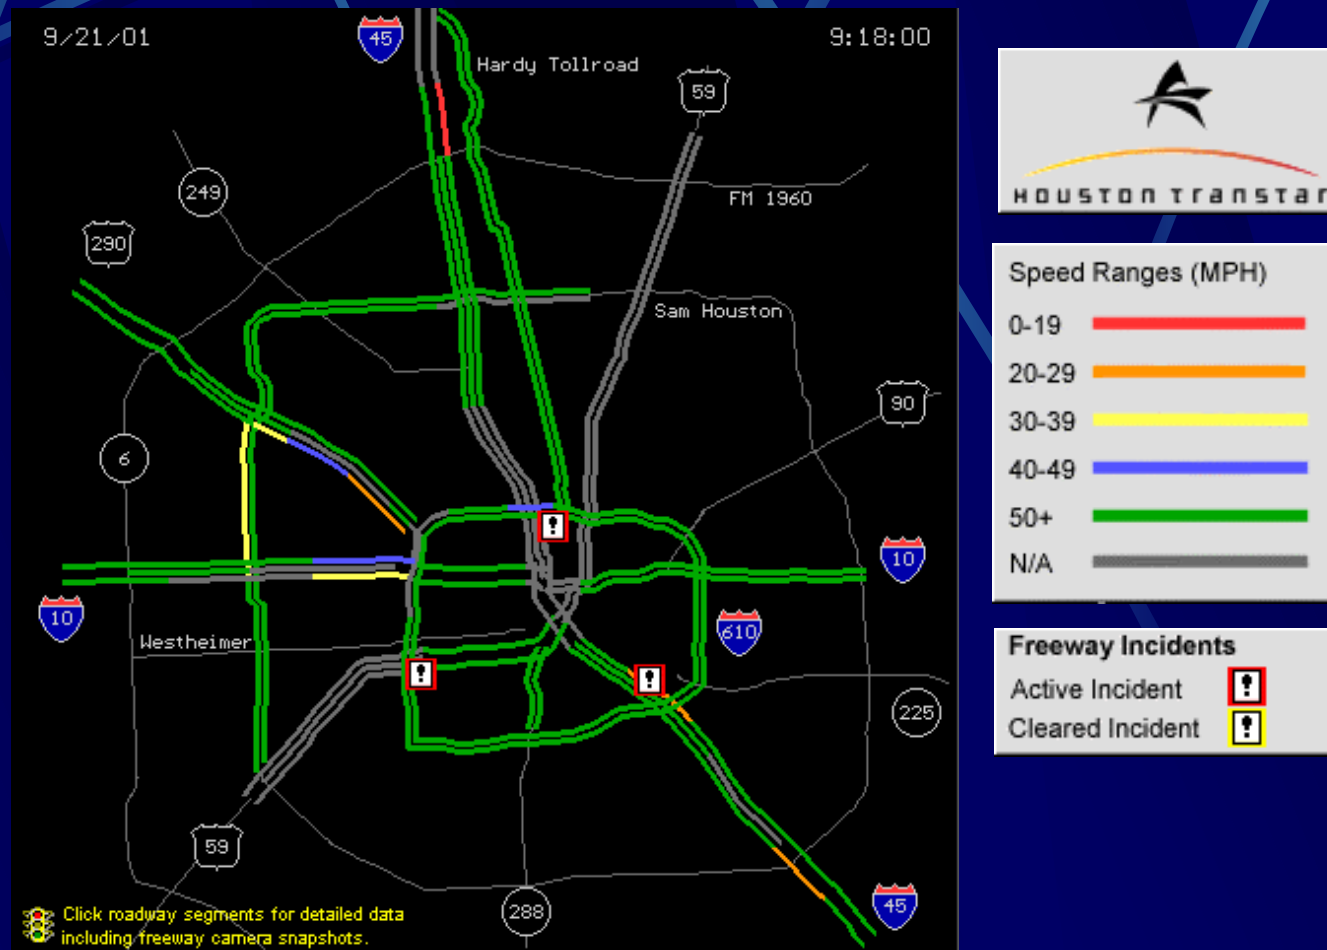 9/21/01
45
9:18:00
Hardy Tollroad
59
249
FM 1960
290
Sam Houston
90
6
10
10
610
Westheimer
225
59
288
45
Click roadway segments for detailed data
including freeway camera snapshots.
HOUSTON TranStar
Speed Ranges (MPH)
0-19
20-29
30-39
40-49
50+
N/A
Freeway Incidents
Active Incident
Cleared Incident